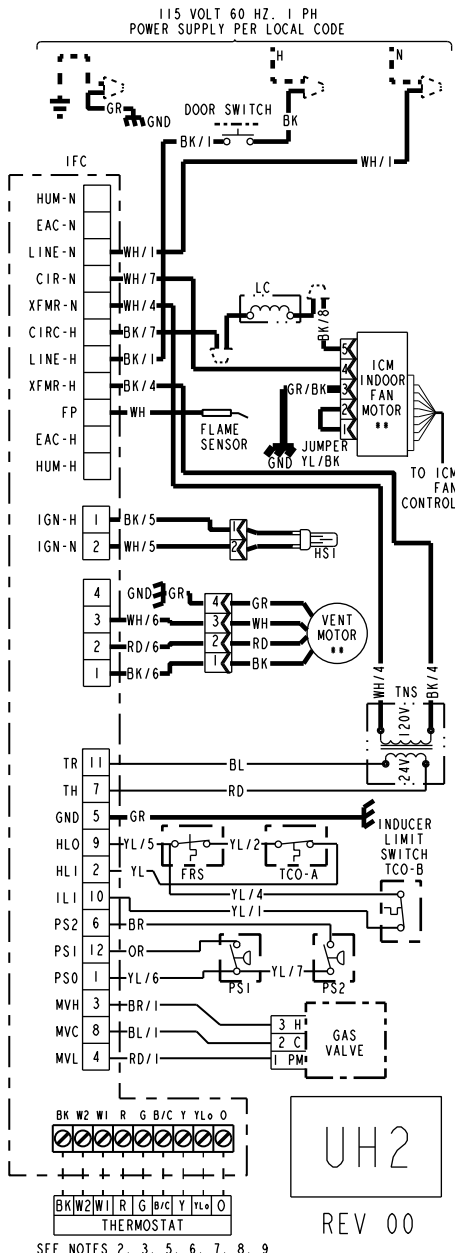 115 VOLT 60 HZ. 1 PH
POWER SUPPLY PER LOCAL CODE
H
N
GR
GND
DOOR SWITCH
BK
BK/1
WH/1
IFC
HUM-N
EAC-N
LINE-N
WH/1
CIR-N
WH/7
XFMR-N
WH/4
CIRC-H
BK/7
LINE-H
BK/1
XFMR-H
BK/4
FP
WH
EAC-H
HUM-H
LC
BK/8
5
4
3
2
1
ICM
INDOOR
FAN
MOTOR
**
GR/BK
GND
JUMPER
YL/BK
FLAME
SENSOR
TO ICM
FAN
CONTROL
IGN-H
1
BK/5
1
IGN-N
2
WH/5
2
HSI
4
GND
GR
4
GR
3
WH/6
3
WH
2
RD/6
2
RD
1
BK/6
1
BK
VENT
MOTOR
**
WH/4
BK/4
TNS
120V
24V
TR
11
BL
TH
7
RD
GND
5
GR
HLO
9
YL/5
YL/2
FRS
TCO-A
INDUCER
LIMIT
SWITCH
TCO-B
HLI
2
YL
YL/4
ILI
10
YL/1
PS2
6
BR
PS1
12
OR
PSO
1
YL/6
PS1
YL/7
PS2
MVH
3
BR/1
3 H
MVC
8
BL/1
2 C
MVL
4
RD/1
1 PM
GAS
VALVE
BK W2 W1 R G B/C Y YLo O
BK W2 W1 R G B/C Y YLo O
THERMOSTAT
SEE NOTES 2, 3, 5, 6, 7, 8, 9
UH2
REV 00